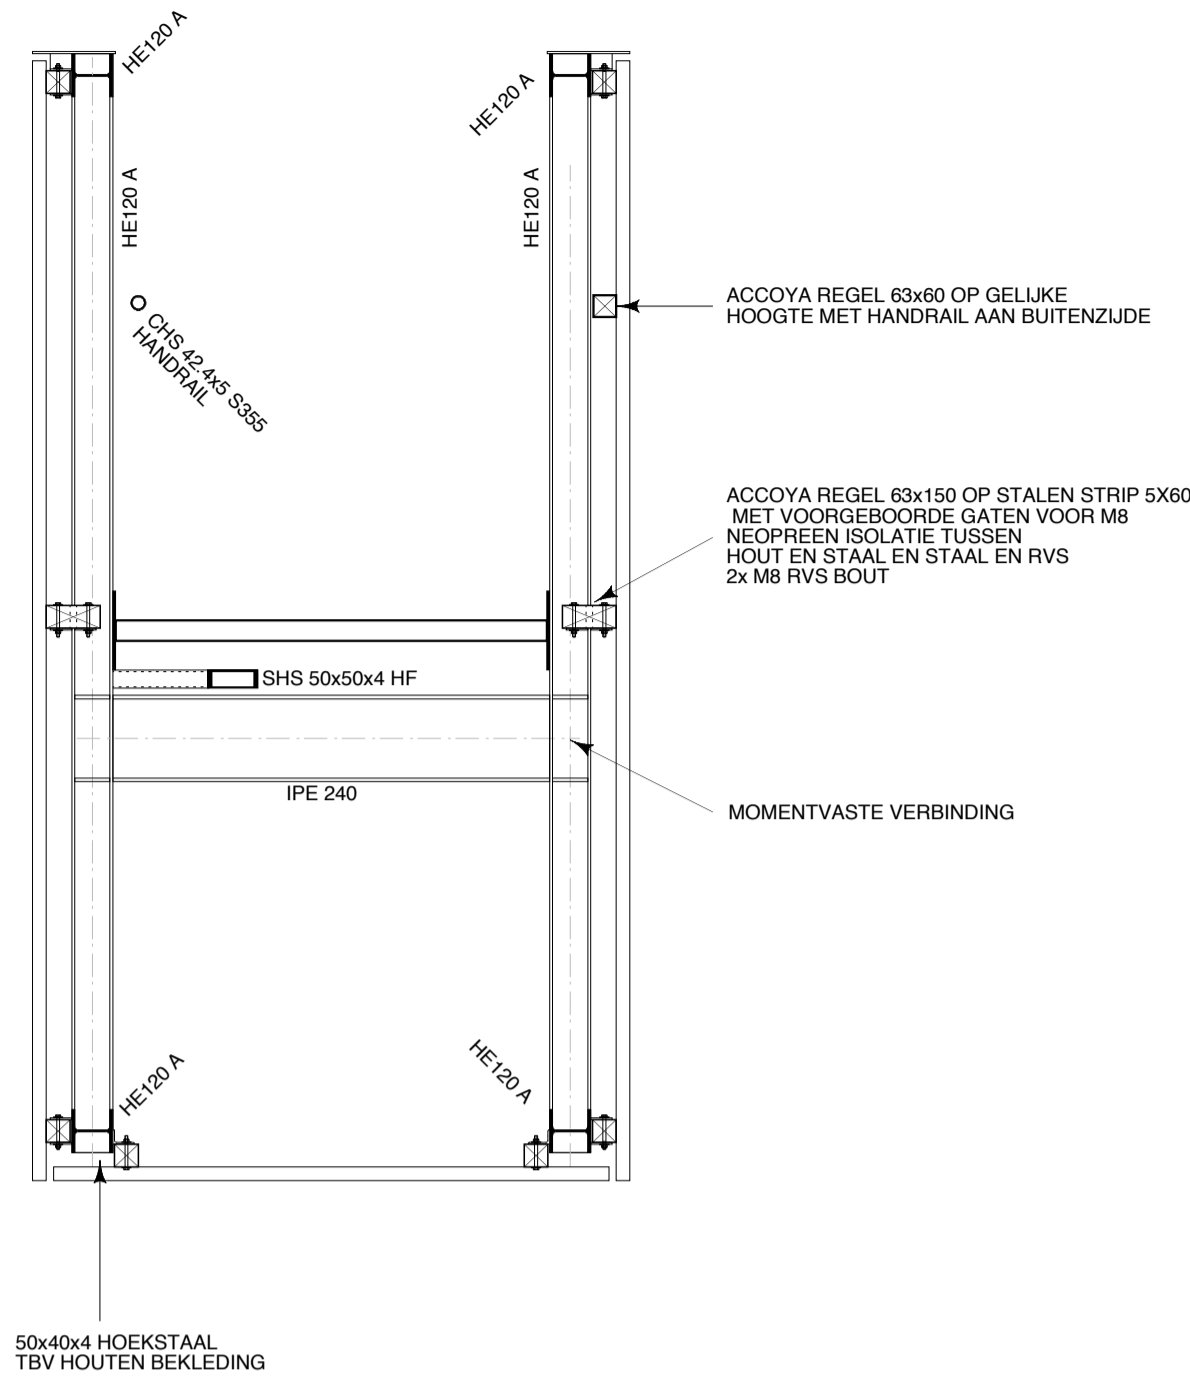 HE120 A
HE120 A
HE120 A
HE120 A
CHS 42.4x5 S355
HANDRAIL
ACCOYA REGEL 63x60 OP GELIJKE
HOOGTE MET HANDRAIL AAN BUITENZIJDE
ACCOYA REGEL 63x150 OP STALEN STRIP 5X60
MET VOORGEBOORDE GATEN VOOR M8
NEOPREEN ISOLATIE TUSSEN
HOUT EN STAAL EN STAAL EN RVS
2x M8 RVS BOUT
SHS 50x50x4 HF
IPE 240
MOMENTVASTE VERBINDING
HE120 A
HE120 A
50x40x4 HOEKSTAAL
TBV HOUTEN BEKLEDING